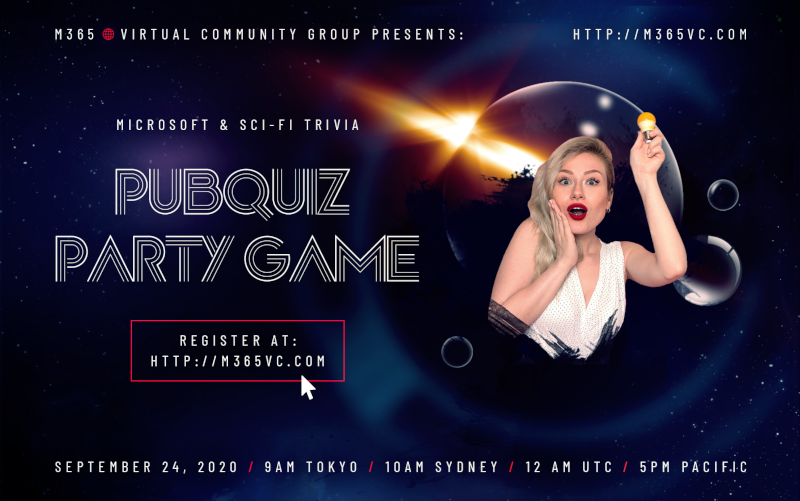 M365 VIRTUAL COMMUNITY GROUP PRESENTS:
HTTP://M365VC.COM
MICROSOFT & SCI-FI TRIVIA
PUBQUIZ
PARTY GAME
REGISTER AT:
HTTP://M365VC.COM
SEPTEMBER 24, 2020 / 9AM TOKYO / 10AM SYDNEY / 12 AM UTC / 5PM PACIFIC